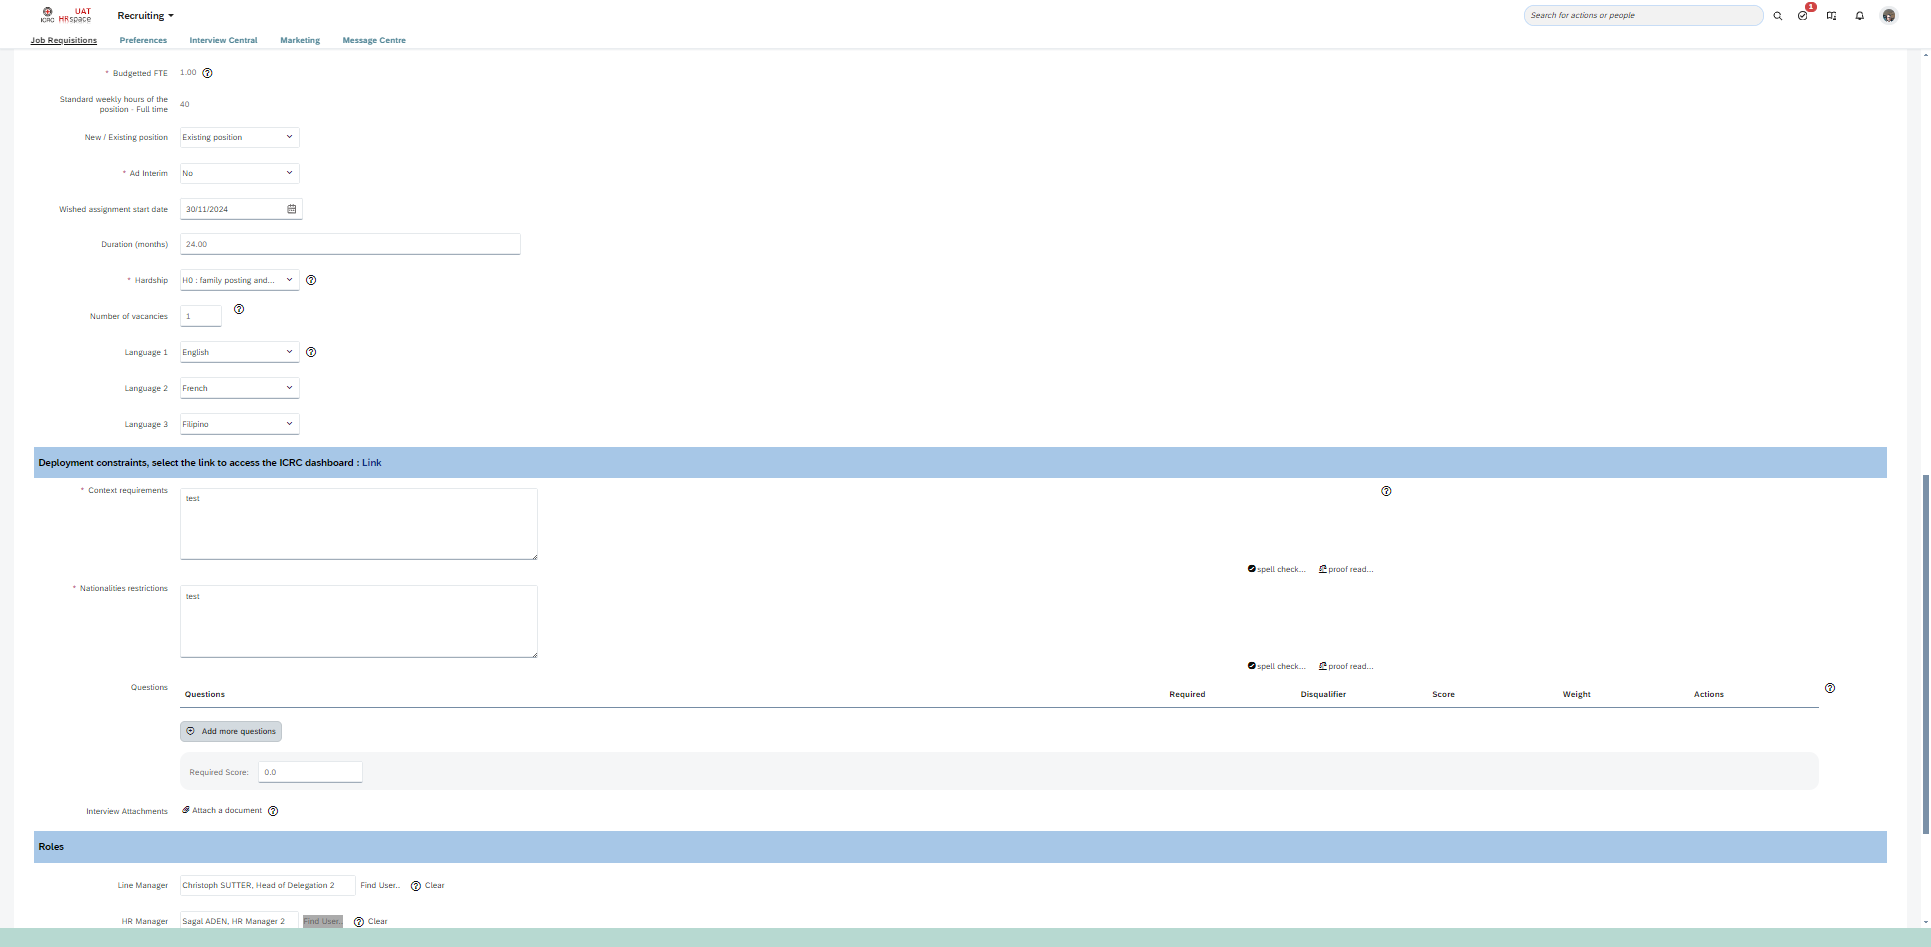 ICRC
UAT
HRspace
Recruiting
Search for actions or people
1
Job Requisitions
Preferences
Interview Central
Marketing
Message Centre
* Budgetted FTE
1.00
Standard weekly hours of the
position - Full time
40
New / Existing position
Existing position
* Ad Interim
No
Wished assignment start date
30/11/2024
Duration (months)
24.00
* Hardship
H0 : family posting and...
Number of vacancies
1
Language 1
English
Language 2
French
Language 3
Filipino
Deployment constraints, select the link to access the ICRC dashboard : Link
* Context requirements
test
spell check...
proof read...
* Nationalities restrictions
test
spell check...
proof read...
Questions
Questions
Required
Disqualifier
Score
Weight
Actions
Add more questions
Required Score:
0.0
Interview Attachments
Attach a document
Roles
Line Manager
Christoph SUTTER, Head of Delegation 2
Find User..
Clear
HR Manager
Sagal ADEN, HR Manager 2
Find User..
Clear